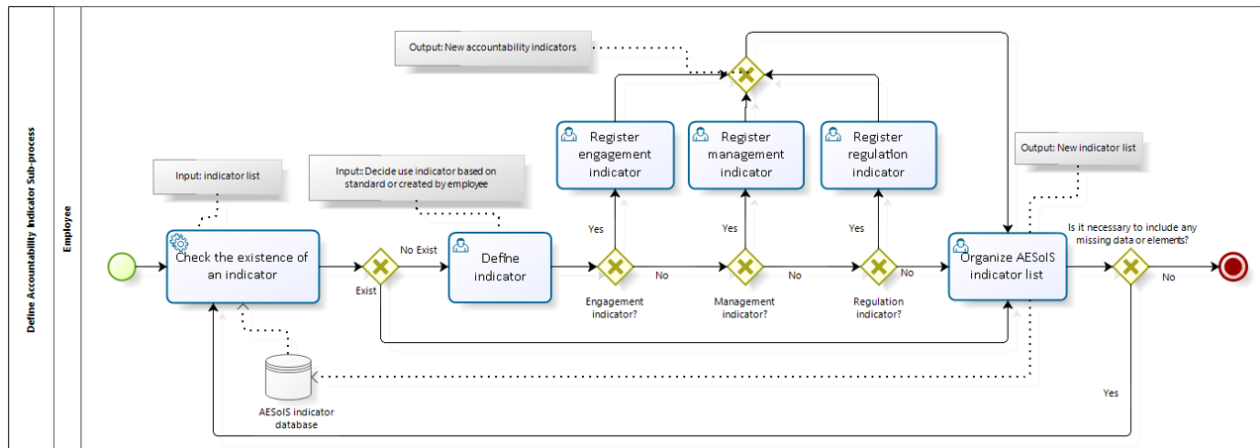 Define Accountability Indicator Sub-process
Employee
Output: New accountability indicators
Register
engagement
indicator
Register
management
indicator
Register
regulation
indicator
Output: New indicator list
Input: indicator list
Input:: Decide use indicator based on
standard or created by employee
Is it necessary to include any
missing data or elements?
Yes
Yes
Yes
Check the existence of
an indicator
No Exist
Exist
Define
indicator
No
No
No
Organize AESoIS
indicator list
No
Engagement
indicator?
Management
indicator?
Regulation
indicator?
Yes
AESoIS indicator
database